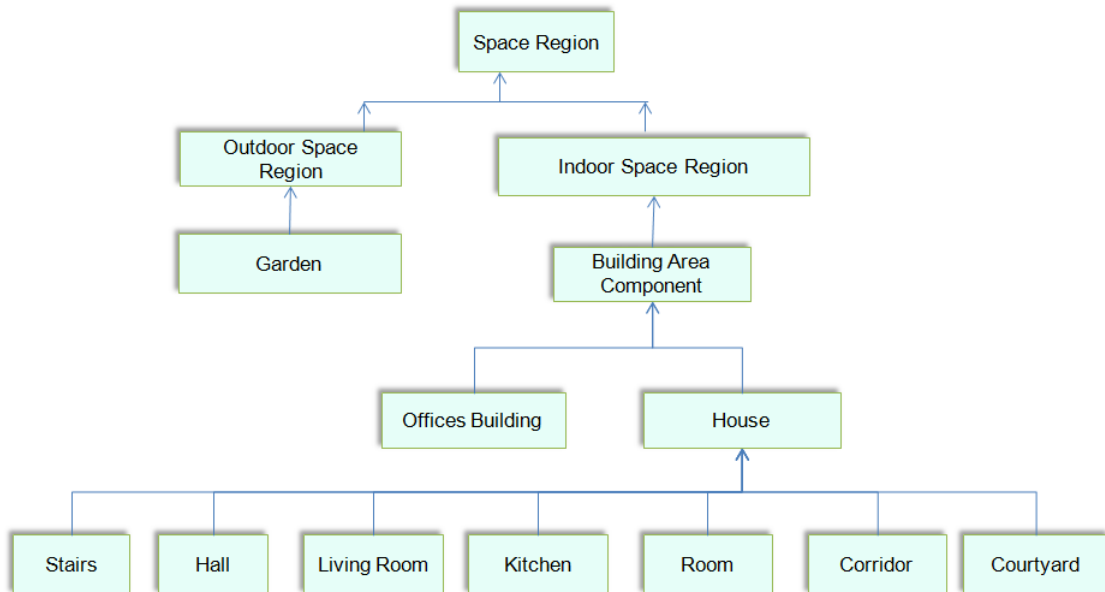 Space Region
Outdoor Space
Region
Indoor Space Region
Garden
Building Area
Component
Offices Building
House
Stairs
Hall
Living Room
Kitchen
Room
Corridor
Courtyard